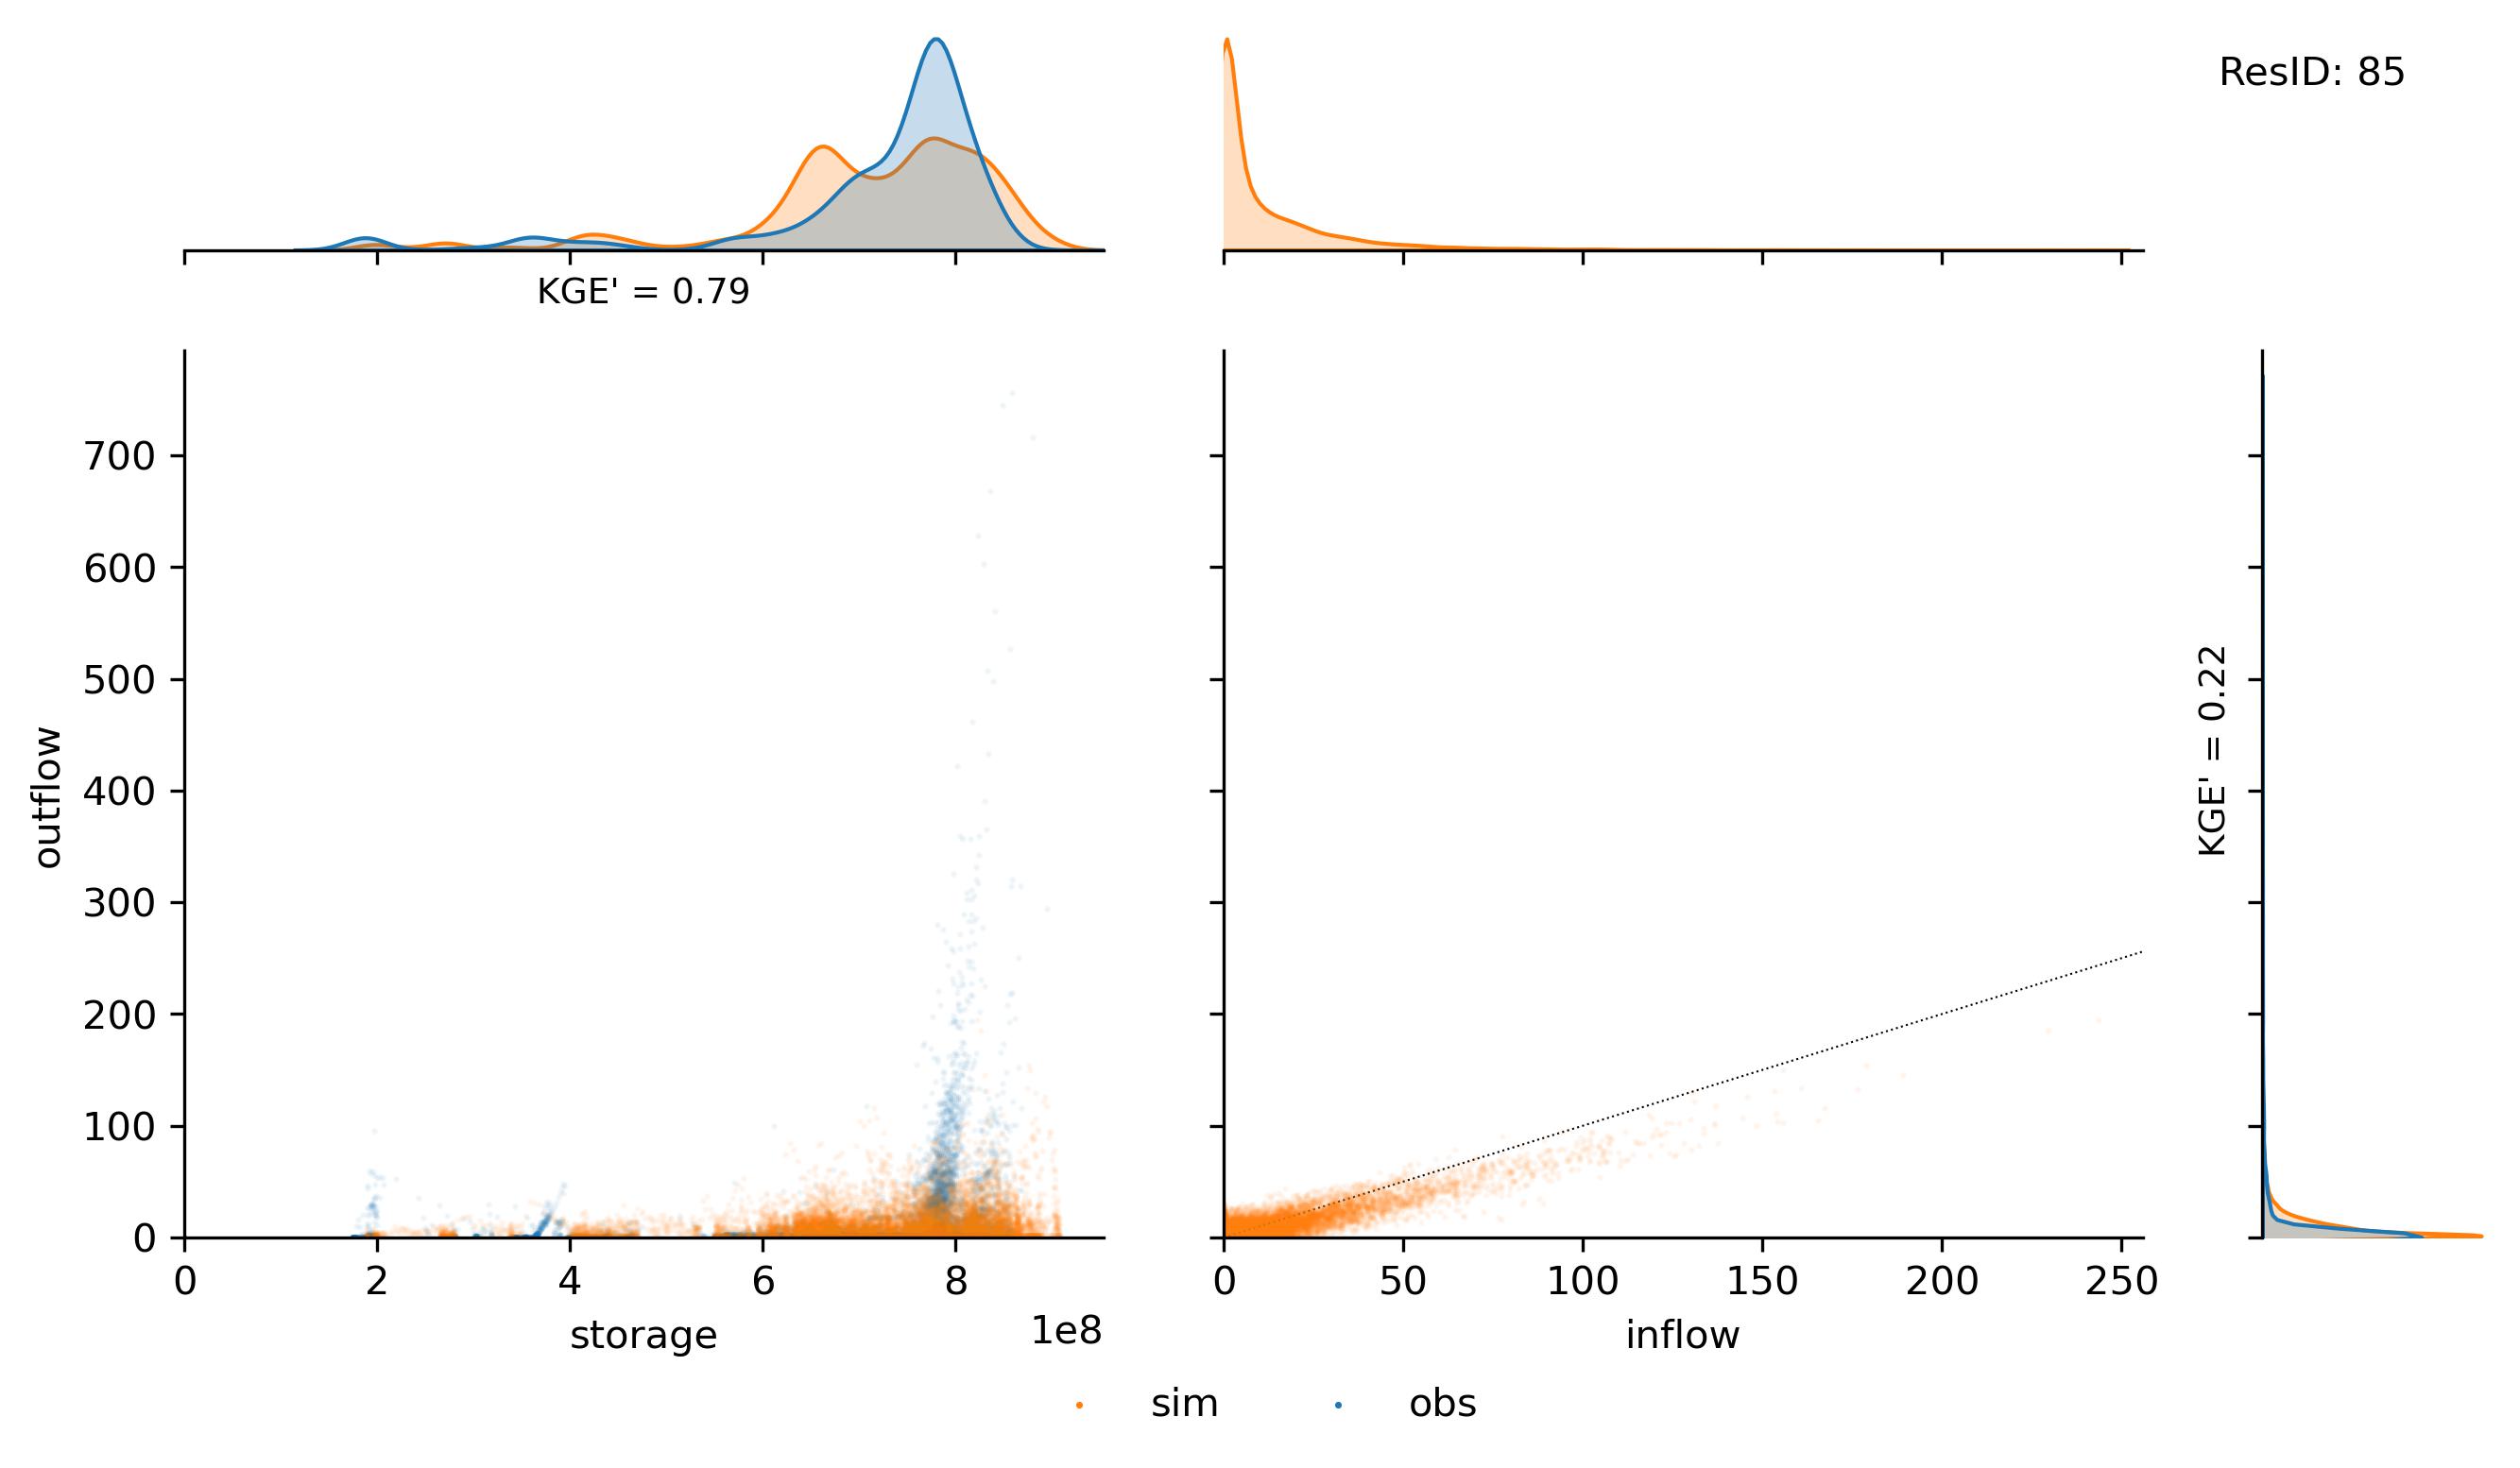 ResID: 85
KGE' = 0.79
outflow
700
600
500
400
300
200
100
0
KGE' = 0.22
0 2 4 6 8
1e8
storage
0 50 100 150 200 250
inflow
sim obs